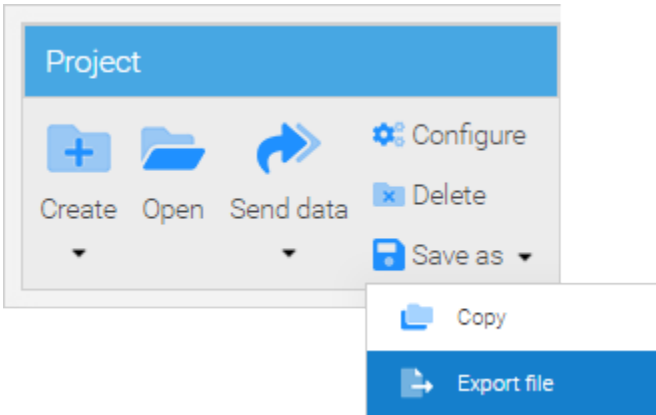 Project
Create
Open
Send data
Configure
Delete
Save as
Copy
Export file